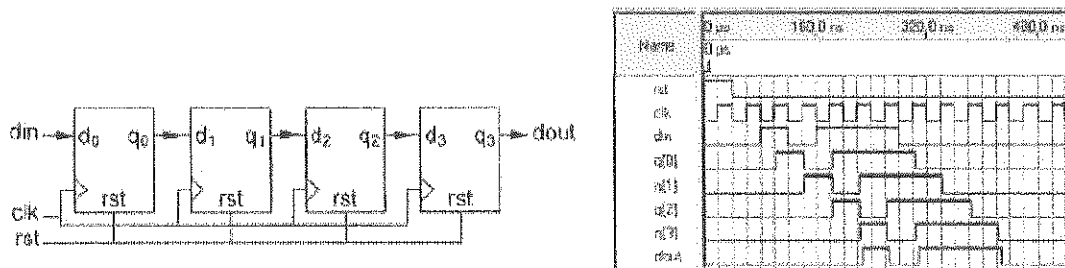 din
d0 q0
d1 q1
d2 q2
d3 q3
dout
rst rst rst rst
clk
rst
Name
0 ps 160.0 ns 320.0 ns 480.0 ns
0 ps
rst
clk
din
q[0]
q[1]
q[2]
q[3]
dout